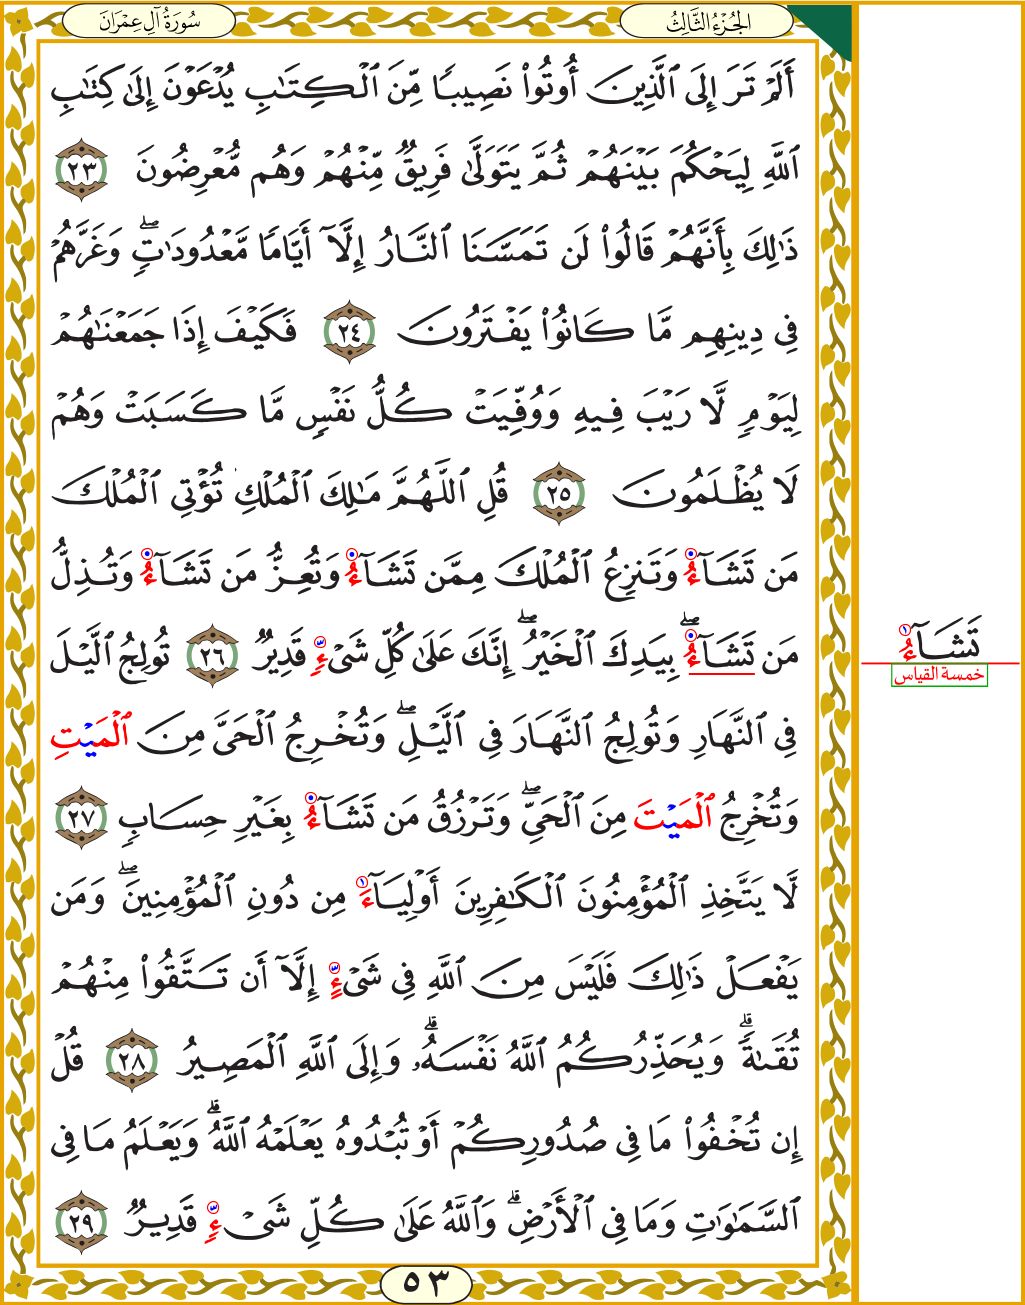 سُورَةُ آلِ عِمْرَانَ
الجُزْءُ الثَّالِثُ
أَلَمْ تَرَ إِلَى ٱلَّذِينَ أُوتُوا۟ نَصِيبًا مِّنَ ٱلْكِتَـٰبِ يُدْعَوْنَ إِلَىٰ كِتَـٰبِ
ٱللَّهِ لِيَحْكُمَ بَيْنَهُمْ ثُمَّ يَتَوَلَّىٰ فَرِيقٌ مِّنْهُمْ وَهُم مُّعْرِضُونَ ٢٣
ذَٰلِكَ بِأَنَّهُمْ قَالُوا۟ لَن تَمَسَّنَا ٱلنَّارُ إِلَّآ أَيَّامًا مَّعْدُودَٰتٍۖ وَغَرَّهُمْ
فِى دِينِهِم مَّا كَانُوا۟ يَفْتَرُونَ ٢٤ فَكَيْفَ إِذَا جَمَعْنَـٰهُمْ
لِيَوْمٍ لَّا رَيْبَ فِيهِ وَوُفِّيَتْ كُلُّ نَفْسٍ مَّا كَسَبَتْ وَهُمْ
لَا يُظْلَمُونَ ٢٥ قُلِ ٱللَّهُمَّ مَـٰلِكَ ٱلْمُلْكِ تُؤْتِى ٱلْمُلْكَ
مَن تَشَآءُ وَتَنزِعُ ٱلْمُلْكَ مِمَّن تَشَآءُ وَتُعِزُّ مَن تَشَآءُ وَتُذِلُّ
مَن تَشَآءُۖ بِيَدِكَ ٱلْخَيْرُۖ إِنَّكَ عَلَىٰ كُلِّ شَىْءٍ قَدِيرٌ ٢٦ تُولِجُ ٱلَّيْلَ
فِى ٱلنَّهَارِ وَتُولِجُ ٱلنَّهَارَ فِى ٱلَّيْلِۖ وَتُخْرِجُ ٱلْحَىَّ مِنَ ٱلْمَيْتِ
وَتُخْرِجُ ٱلْمَيْتَ مِنَ ٱلْحَىِّۖ وَتَرْزُقُ مَن تَشَآءُ بِغَيْرِ حِسَابٍ ٢٧
لَّا يَتَّخِذِ ٱلْمُؤْمِنُونَ ٱلْكَـٰفِرِينَ أَوْلِيَآءَ مِن دُونِ ٱلْمُؤْمِنِينَۖ وَمَن
يَفْعَلْ ذَٰلِكَ فَلَيْسَ مِنَ ٱللَّهِ فِى شَىْءٍ إِلَّآ أَن تَتَّقُوا۟ مِنْهُمْ
تُقَىٰةًۗ وَيُحَذِّرُكُمُ ٱللَّهُ نَفْسَهُۥۗ وَإِلَى ٱللَّهِ ٱلْمَصِيرُ ٢٨ قُلْ
إِن تُخْفُوا۟ مَا فِى صُدُورِكُمْ أَوْ تُبْدُوهُ يَعْلَمْهُ ٱللَّهُۗ وَيَعْلَمُ مَا فِى
ٱلسَّمَـٰوَٰتِ وَمَا فِى ٱلْأَرْضِۗ وَٱللَّهُ عَلَىٰ كُلِّ شَىْءٍ قَدِيرٌ ٢٩
تَشَآءُ ١
خمسة القياس
٥٣